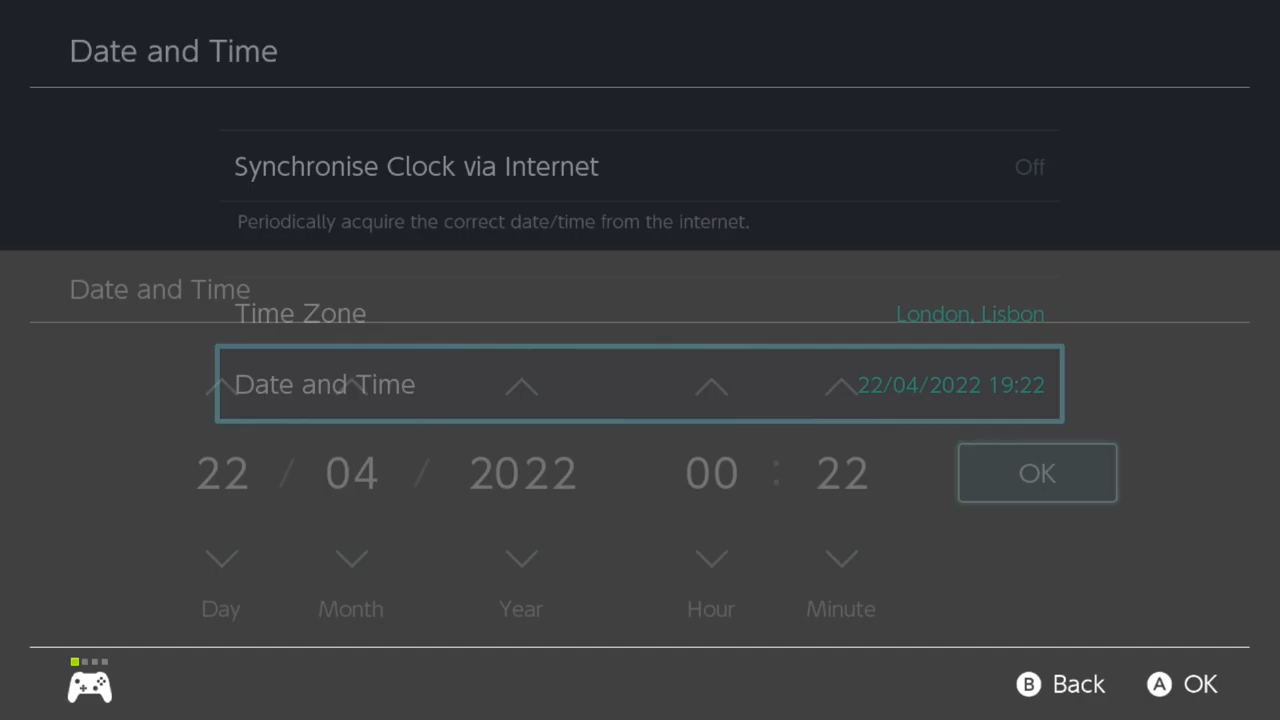 Date and Time
Synchronise Clock via Internet Off
Periodically acquire the correct date/time from the internet.
Date and Time
Time Zone London, Lisbon
Date and Time 22/04/2022 19:22
22 / 04 / 2022 00 : 22 OK
Day Month Year Hour Minute
B Back A OK